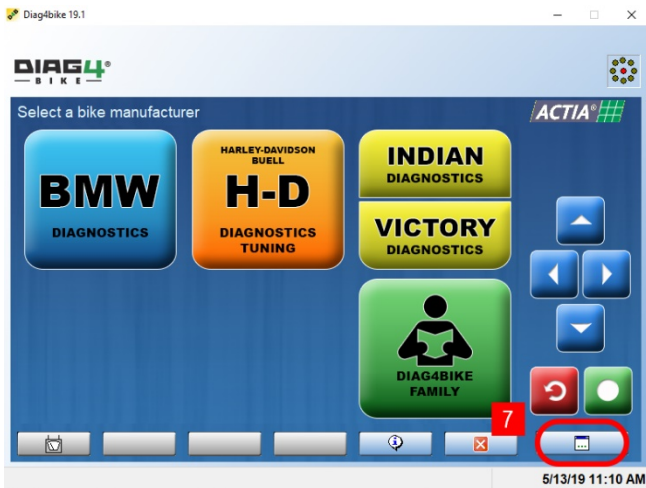 Diag4bike 19.1
DIAG4®
BIKE
Select a bike manufacturer
ACTIA®
BMW
DIAGNOSTICS
HARLEY-DAVIDSON
BUELL
H-D
DIAGNOSTICS
TUNING
INDIAN
DIAGNOSTICS
VICTORY
DIAGNOSTICS
DIAG4BIKE
FAMILY
7
5/13/19 11:10 AM